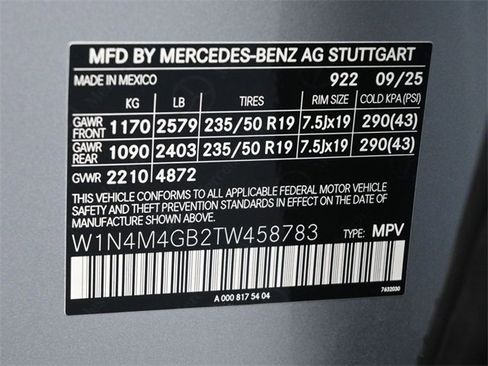 MFD BY MERCEDES-BENZ AG STUTTGART
MADE IN MEXICO 922 09/25
KG LB TIRES RIM SIZE COLD KPA(PSI)
GAWR FRONT 1170 2579 235/50 R19 7.5Jx19 290(43)
GAWR REAR 1090 2403 235/50 R19 7.5Jx19 290(43)
GVWR 2210 4872
THIS VEHICLE CONFORMS TO ALL APPLICABLE FEDERAL MOTOR VEHICLE
SAFETY STANDARDS IN EFFECT ON THE DATE OF
MANUFACTURE SHOWN ABOVE.
W1N4M4GB2TW458783 TYPE: MPV
A 000 817 54 04 7632030